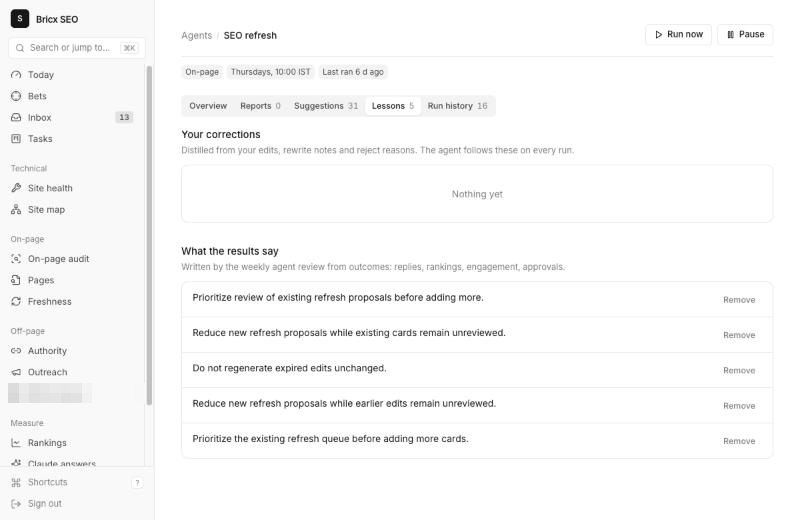 S Bricx SEO
Search or jump to... ⌘K
Today
Bets
Inbox 13
Tasks
Technical
Site health
Site map
On-page
On-page audit
Pages
Freshness
Off-page
Authority
Outreach
Measure
Rankings
Claude answers
Shortcuts ?
Sign out
Agents / SEO refresh
Run now Pause
On-page Thursdays, 10:00 IST Last ran 6 d ago
Overview Reports 0 Suggestions 31 Lessons 5 Run history 16
Your corrections
Distilled from your edits, rewrite notes and reject reasons. The agent follows these on every run.
Nothing yet
What the results say
Written by the weekly agent review from outcomes: replies, rankings, engagement, approvals.
Prioritize review of existing refresh proposals before adding more. Remove
Reduce new refresh proposals while existing cards remain unreviewed. Remove
Do not regenerate expired edits unchanged. Remove
Reduce new refresh proposals while earlier edits remain unreviewed. Remove
Prioritize the existing refresh queue before adding more cards. Remove